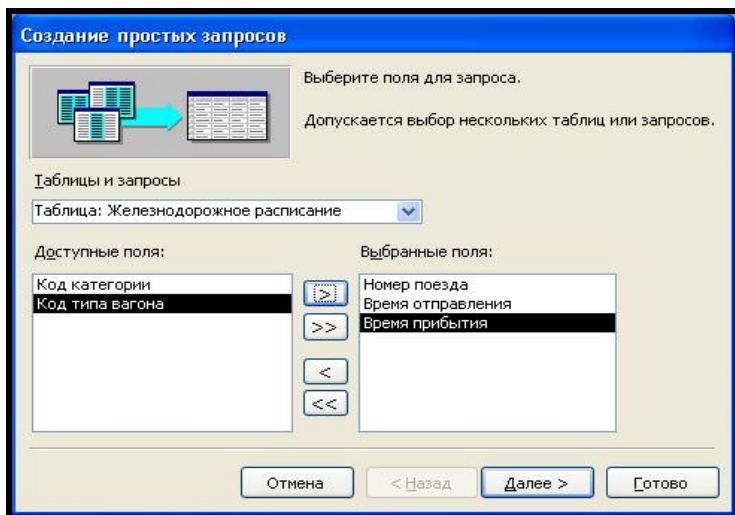 Создание простых запросов
Выберите поля для запроса.
Допускается выбор нескольких таблиц или запросов.
Таблицы и запросы
Таблица: Железнодорожное расписание
Доступные поля:
Выбранные поля:
Код категории
Код типа вагона
>
>>
<
<<
Номер поезда
Время отправления
Время прибытия
Отмена
< Назад
Далее >
Готово